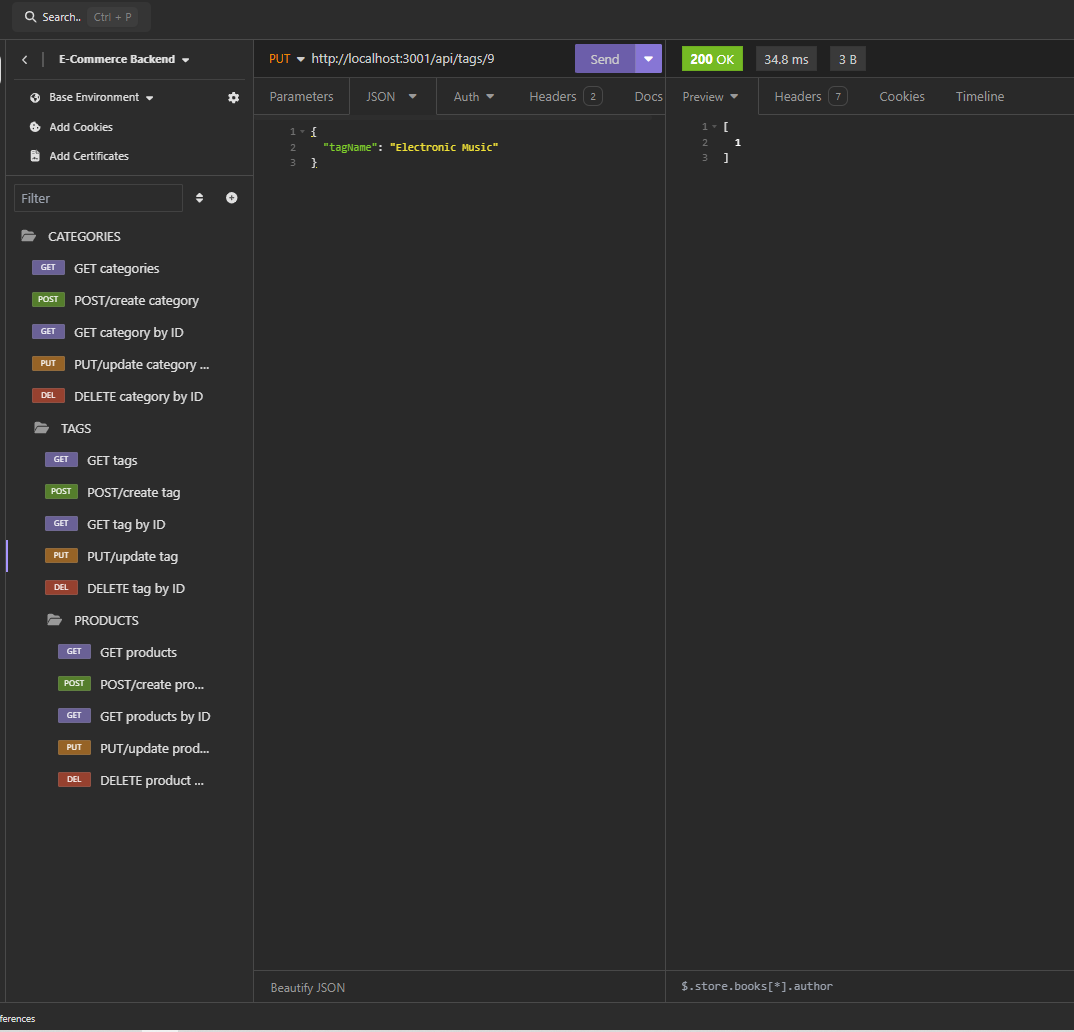 Search.. Ctrl + P
E-Commerce Backend
Base Environment
Add Cookies
Add Certificates
Filter
CATEGORIES
GET GET categories
POST POST/create category
GET GET category by ID
PUT PUT/update category ...
DEL DELETE category by ID
TAGS
GET GET tags
POST POST/create tag
GET GET tag by ID
PUT PUT/update tag
DEL DELETE tag by ID
PRODUCTS
GET GET products
POST POST/create pro...
GET GET products by ID
PUT PUT/update prod...
DEL DELETE product ...
PUT http://localhost:3001/api/tags/9 Send
Parameters JSON Auth Headers 2 Docs
1 {
2 "tagName": "Electronic Music"
3 }
Beautify JSON
200 OK 34.8 ms 3 B
Preview Headers 7 Cookies Timeline
1 [
2 1
3 ]
$.store.books[*].author
ferences